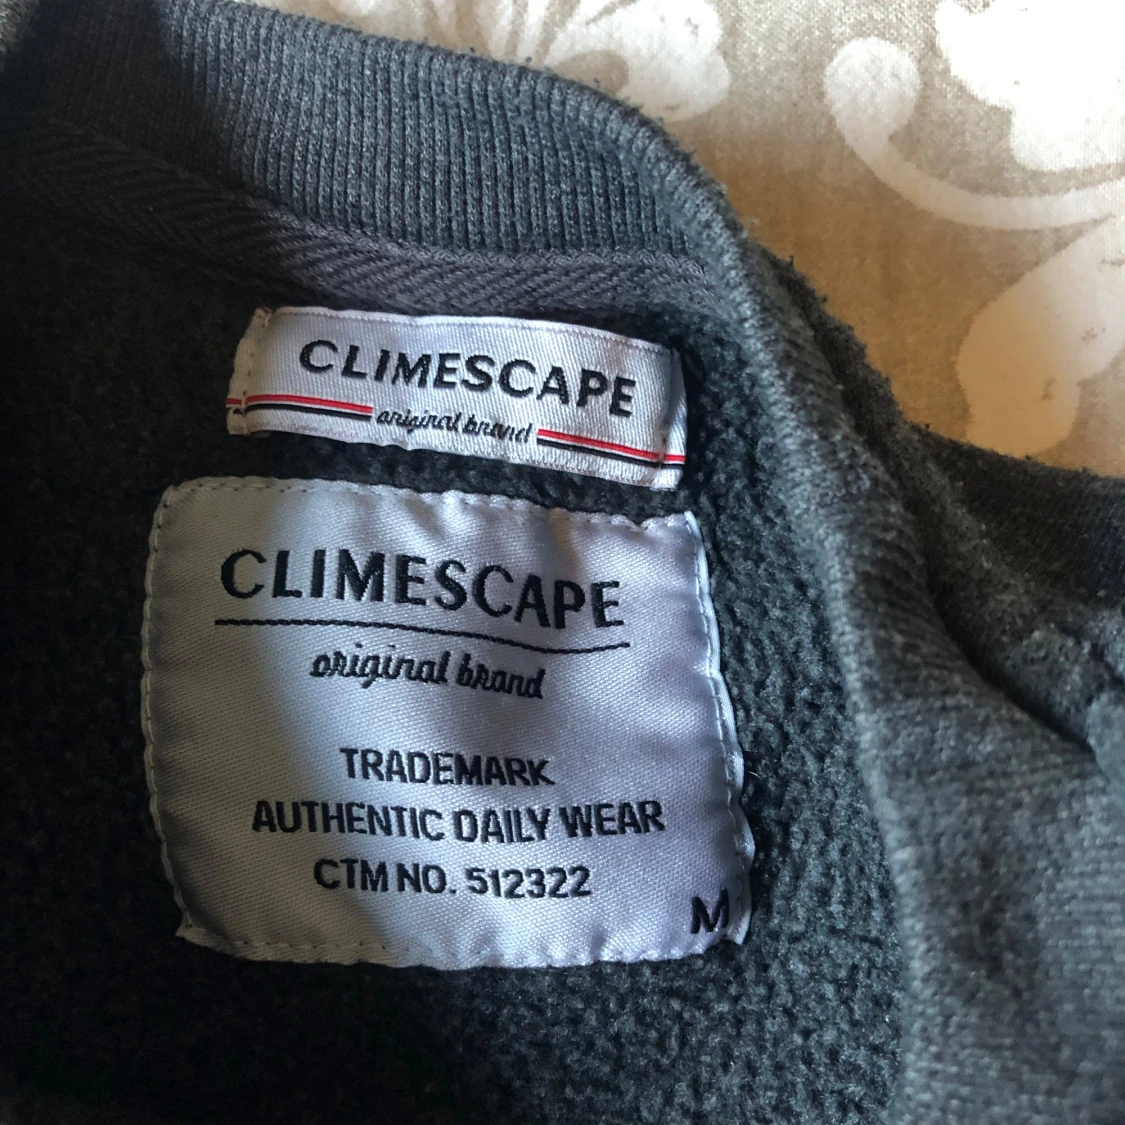 CLIMESCAPE
original brand
CLIMESCAPE
original brand
TRADEMARK
AUTHENTIC DAILY WEAR
CTM NO. 512322
M